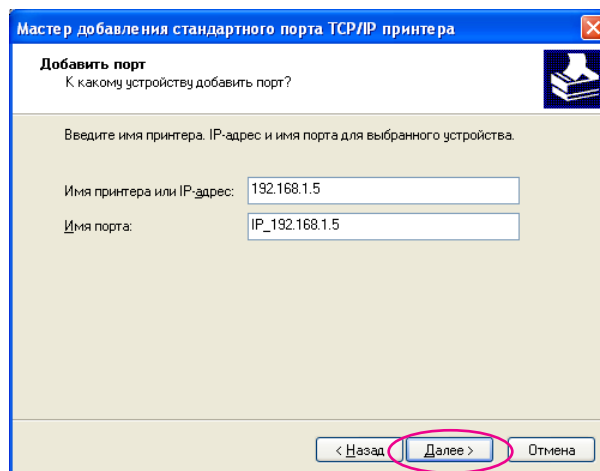 Мастер добавления стандартного порта TCP/IP принтера
Добавить порт
К какому устройству добавить порт?
Введите имя принтера. IP-адрес и имя порта для выбранного устройства.
Имя принтера или IP-адрес: 192.168.1.5
Имя порта: IP_192.168.1.5
< Назад Далее > Отмена